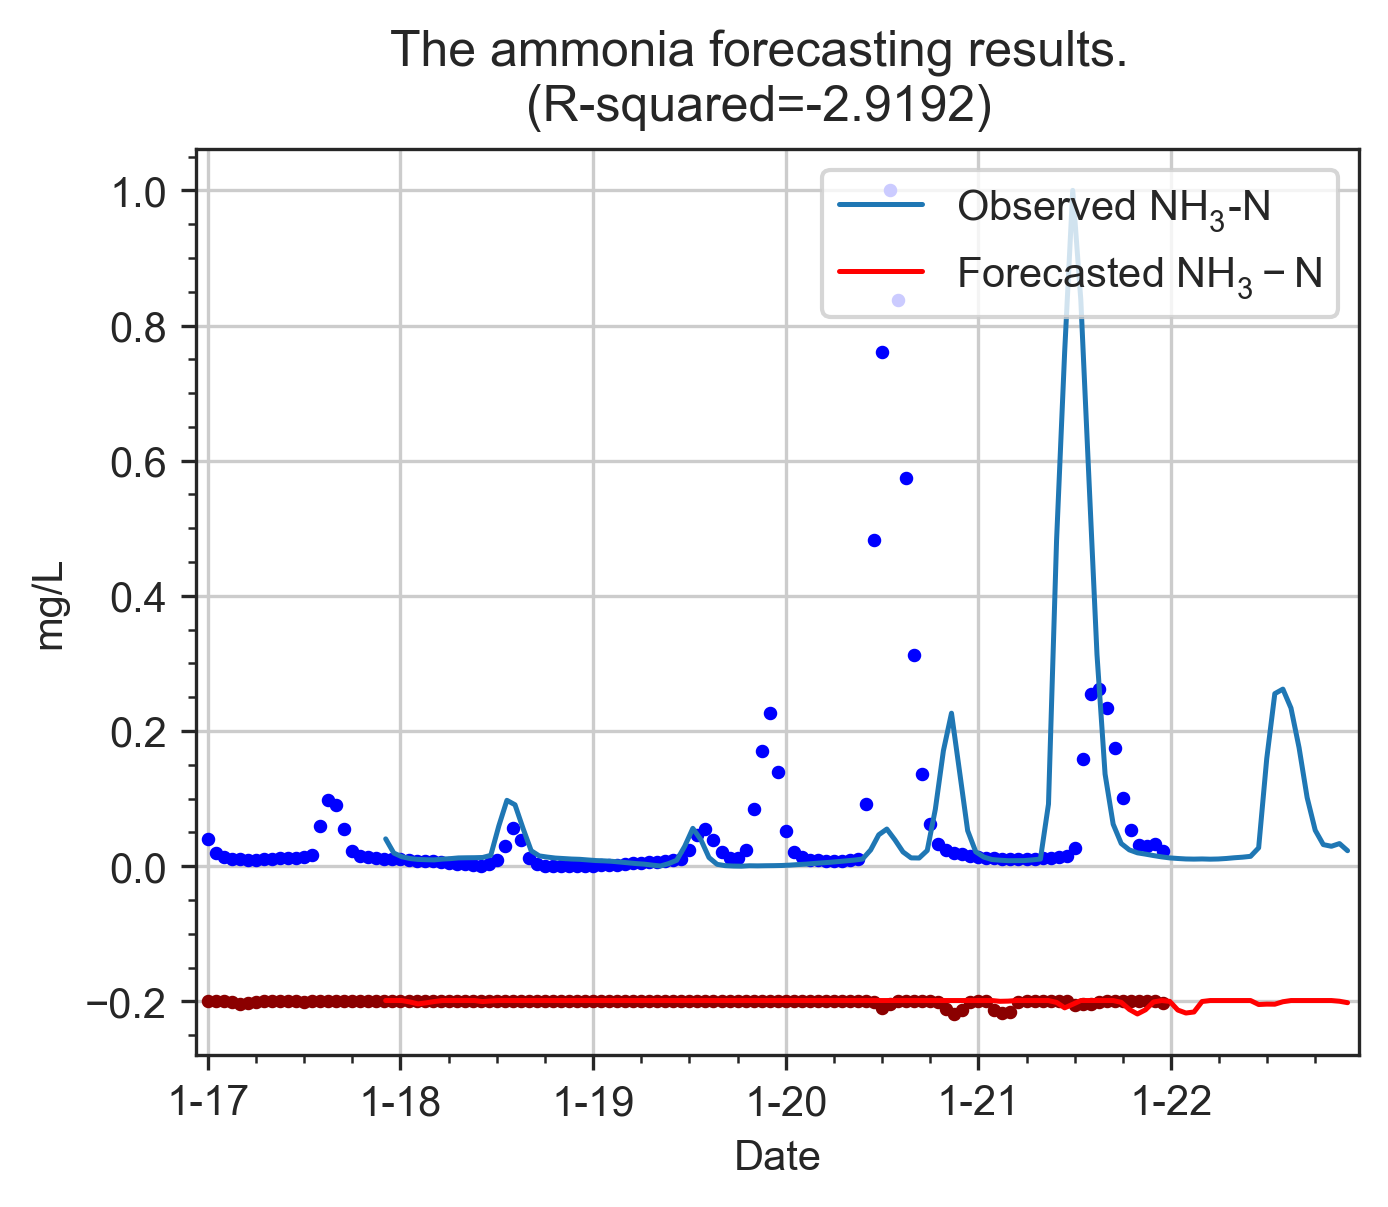 The ammonia forecasting results.
(R-squared=-2.9192)
Observed NH₃-N
Forecasted NH₃ − N
1.0
0.8
0.6
0.4
0.2
0.0
−0.2
mg/L
1-17 1-18 1-19 1-20 1-21 1-22
Date